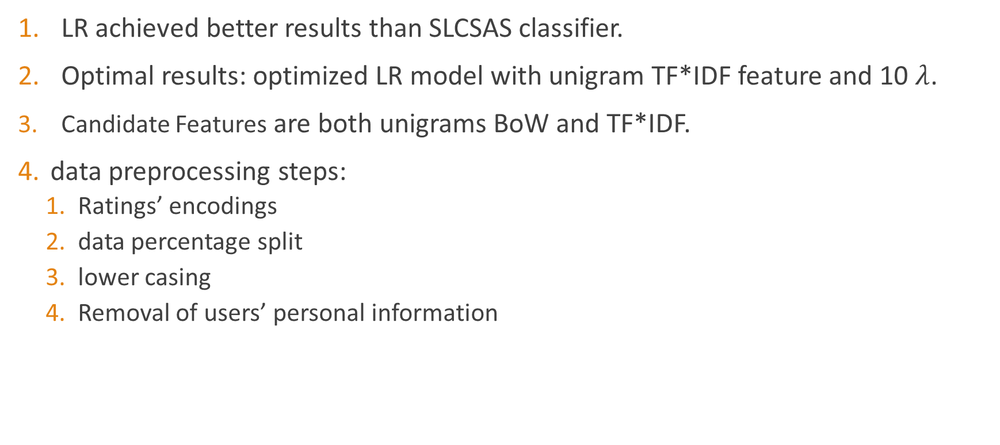 1. LR achieved better results than SLCSAS classifier.
2. Optimal results: optimized LR model with unigram TF*IDF feature and 10 λ.
3. Candidate Features are both unigrams BoW and TF*IDF.
4. data preprocessing steps:
1. Ratings’ encodings
2. data percentage split
3. lower casing
4. Removal of users’ personal information